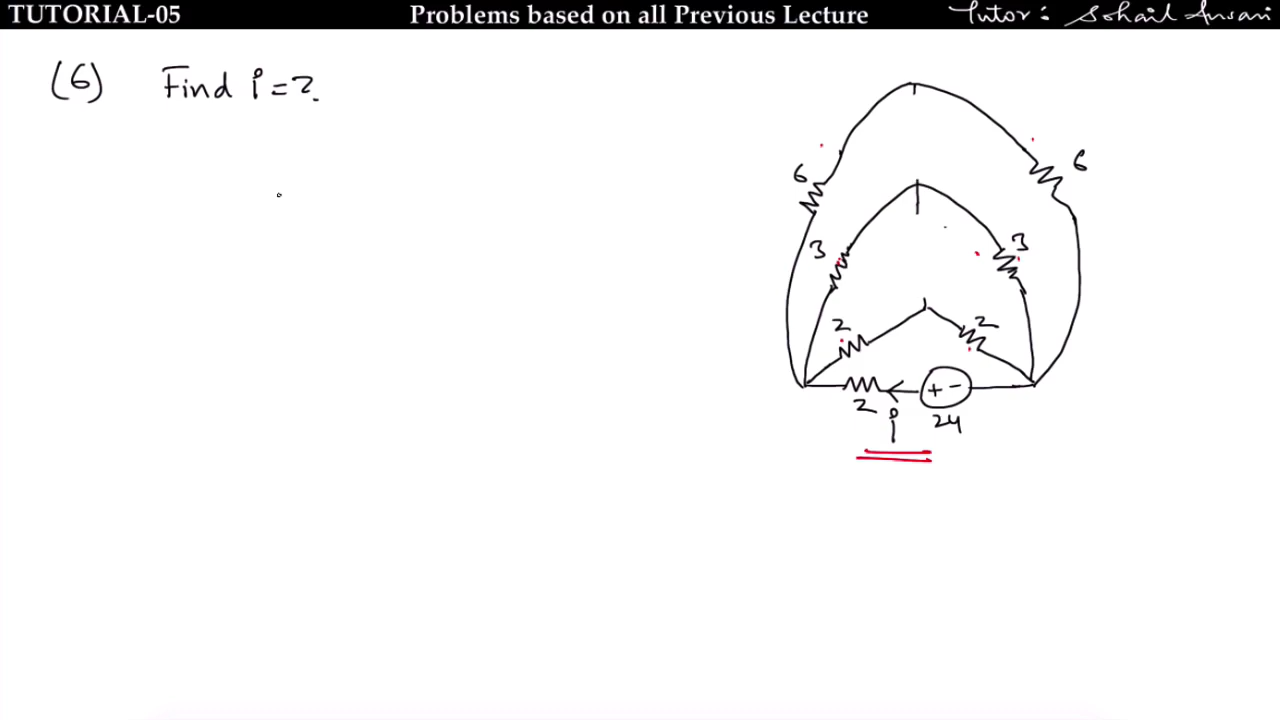 TUTORIAL-05 Problems based on all Previous Lecture Tutor: Sohail Ansari
(6) Find i=?
6 6
3 3
2 2
2 + - 24
i